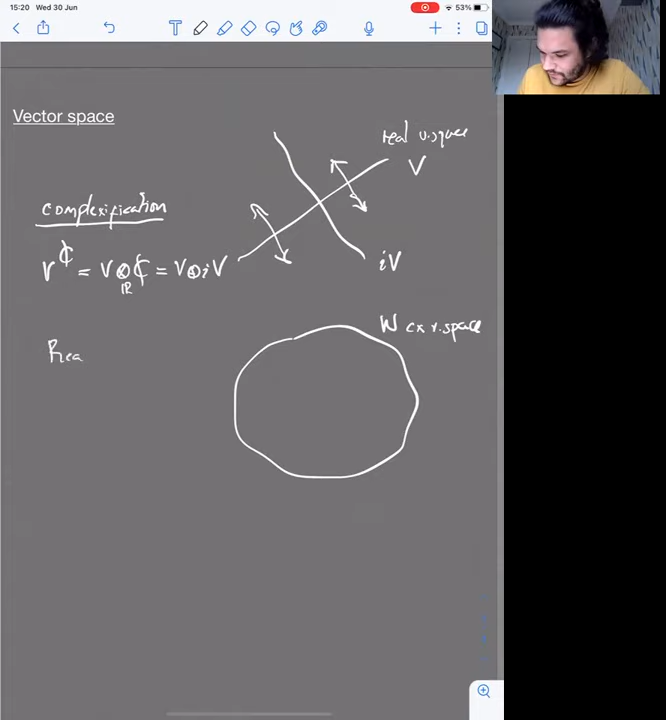 15:20 Wed 30 Jun
53%
T
Vector space
real v.space
V
complexification
V^ℂ = V ⊗_ℝ ℂ = V ⊕ iV
iV
W cx v.space
Rea